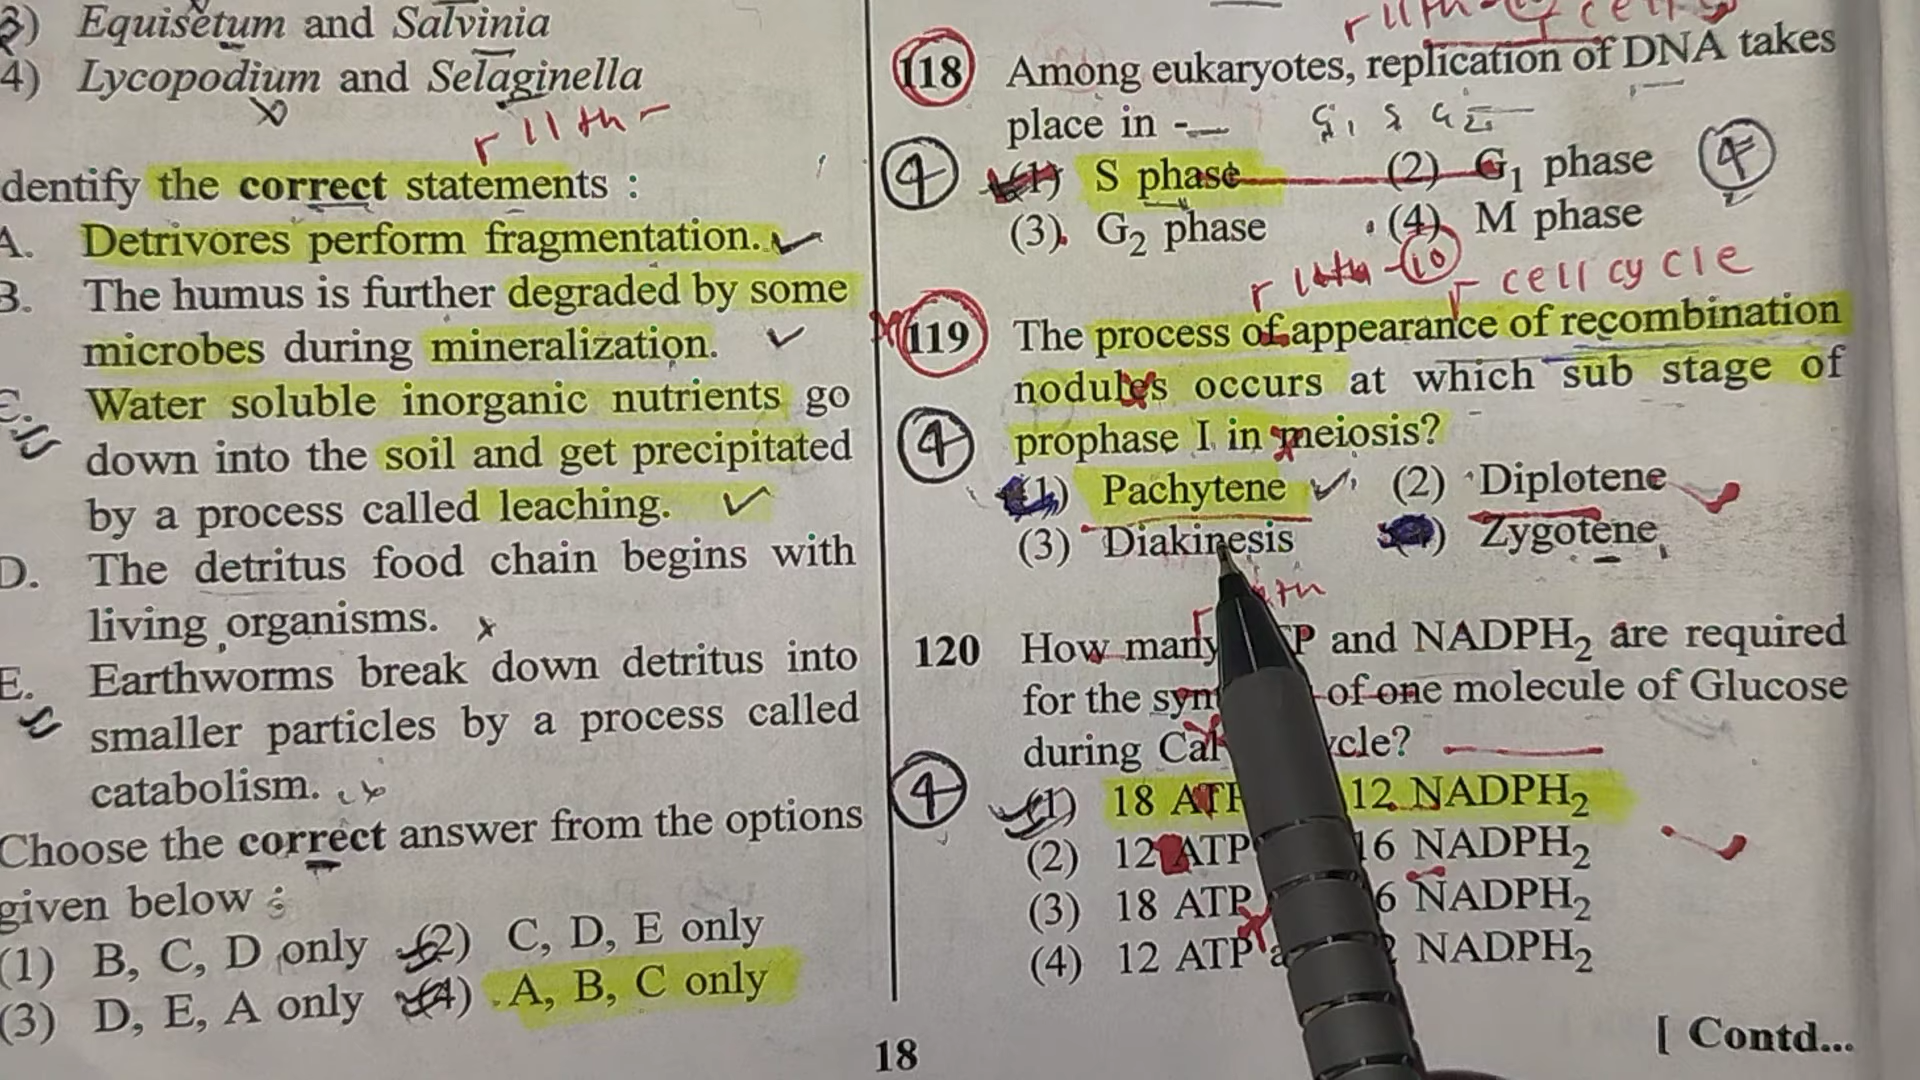 3) Equisetum and Salvinia
4) Lycopodium and Selaginella
r 11th -
dentify the correct statements :
A. Detrivores perform fragmentation.
B. The humus is further degraded by some
microbes during mineralization.
C. Water soluble inorganic nutrients go
down into the soil and get precipitated
by a process called leaching.
D. The detritus food chain begins with
living organisms.
E. Earthworms break down detritus into
smaller particles by a process called
catabolism.
Choose the correct answer from the options
given below :
(1) B, C, D only (2) C, D, E only
(3) D, E, A only (4) A, B, C only
118 Among eukaryotes, replication of DNA takes
place in -
4 (1) S phase (2) G₁ phase 4
(3) G₂ phase (4) M phase
10 cell cycle
119 The process of appearance of recombination
nodules occurs at which sub stage of
4 prophase I in meiosis?
(1) Pachytene (2) Diplotene
(3) Diakinesis Zygotene
120 How many and NADPH₂ are required
for the of one molecule of Glucose
during
4 (1) 18 12 NADPH₂
(2) 12 ATP 16 NADPH₂
(3) 18 ATP NADPH₂
(4) 12 ATP NADPH₂
18
[ Contd...